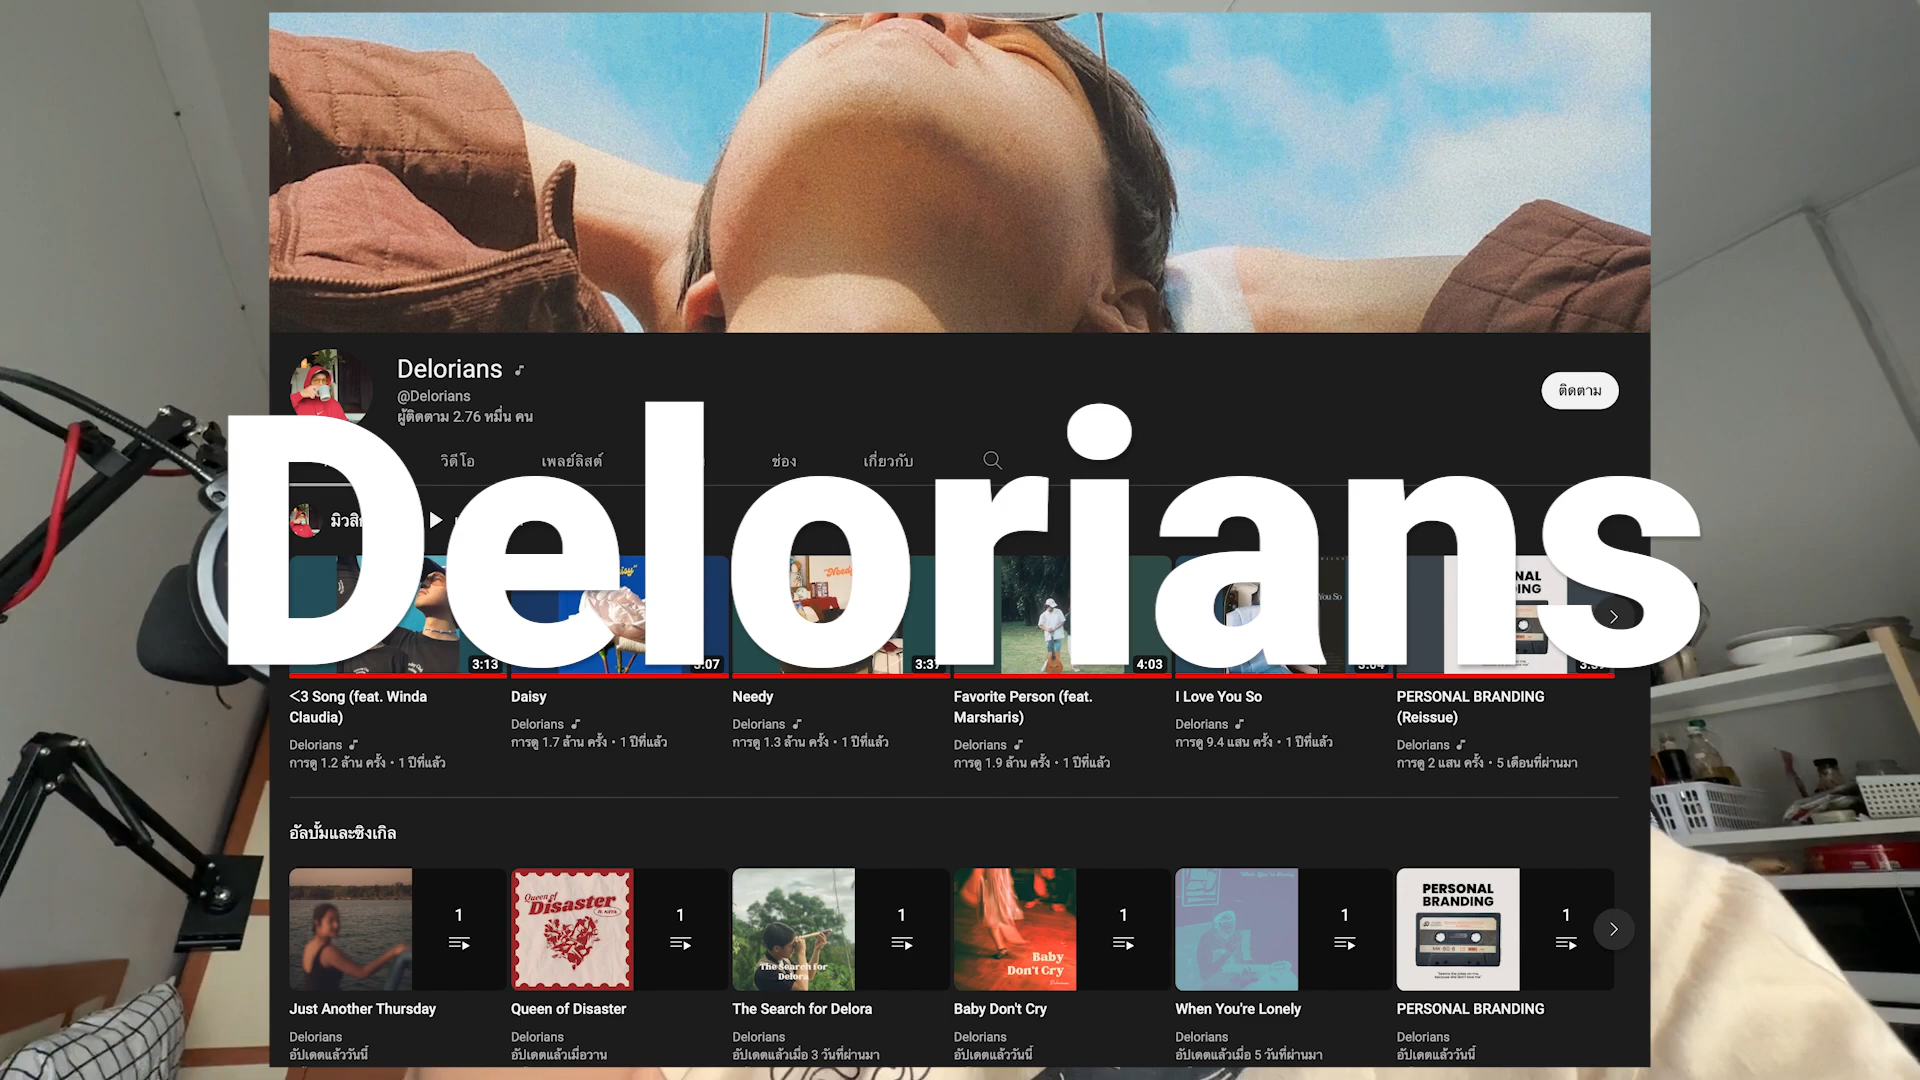 Delorians
@Delorians
ผู้ติดตาม 2.76 หมื่น คน
ติดตาม
วิดีโอ
เพลย์ลิสต์
ช่อง
เกี่ยวกับ
Delorians
3:13
3:07
3:37
4:03
3:04
<3 Song (feat. Winda
Claudia)
Delorians
การดู 1.2 ล้าน ครั้ง • 1 ปีที่แล้ว
Daisy
Delorians
การดู 1.7 ล้าน ครั้ง • 1 ปีที่แล้ว
Needy
Delorians
การดู 1.3 ล้าน ครั้ง • 1 ปีที่แล้ว
Favorite Person (feat.
Marsharis)
Delorians
การดู 1.9 ล้าน ครั้ง • 1 ปีที่แล้ว
I Love You So
Delorians
การดู 9.4 แสน ครั้ง • 1 ปีที่แล้ว
PERSONAL BRANDING
(Reissue)
Delorians
การดู 2 แสน ครั้ง • 5 เดือนที่ผ่านมา
อัลบั้มและซิงเกิล
1
Queen of
Disaster
1
The Search for
Delora
1
Baby
Don't Cry
1
1
PERSONAL
BRANDING
1
Just Another Thursday
Delorians
อัปเดตแล้ววันนี้
Queen of Disaster
Delorians
อัปเดตแล้วเมื่อวาน
The Search for Delora
Delorians
อัปเดตแล้วเมื่อ 3 วันที่ผ่านมา
Baby Don't Cry
Delorians
อัปเดตแล้ววันนี้
When You're Lonely
Delorians
อัปเดตแล้วเมื่อ 5 วันที่ผ่านมา
PERSONAL BRANDING
Delorians
อัปเดตแล้ววันนี้